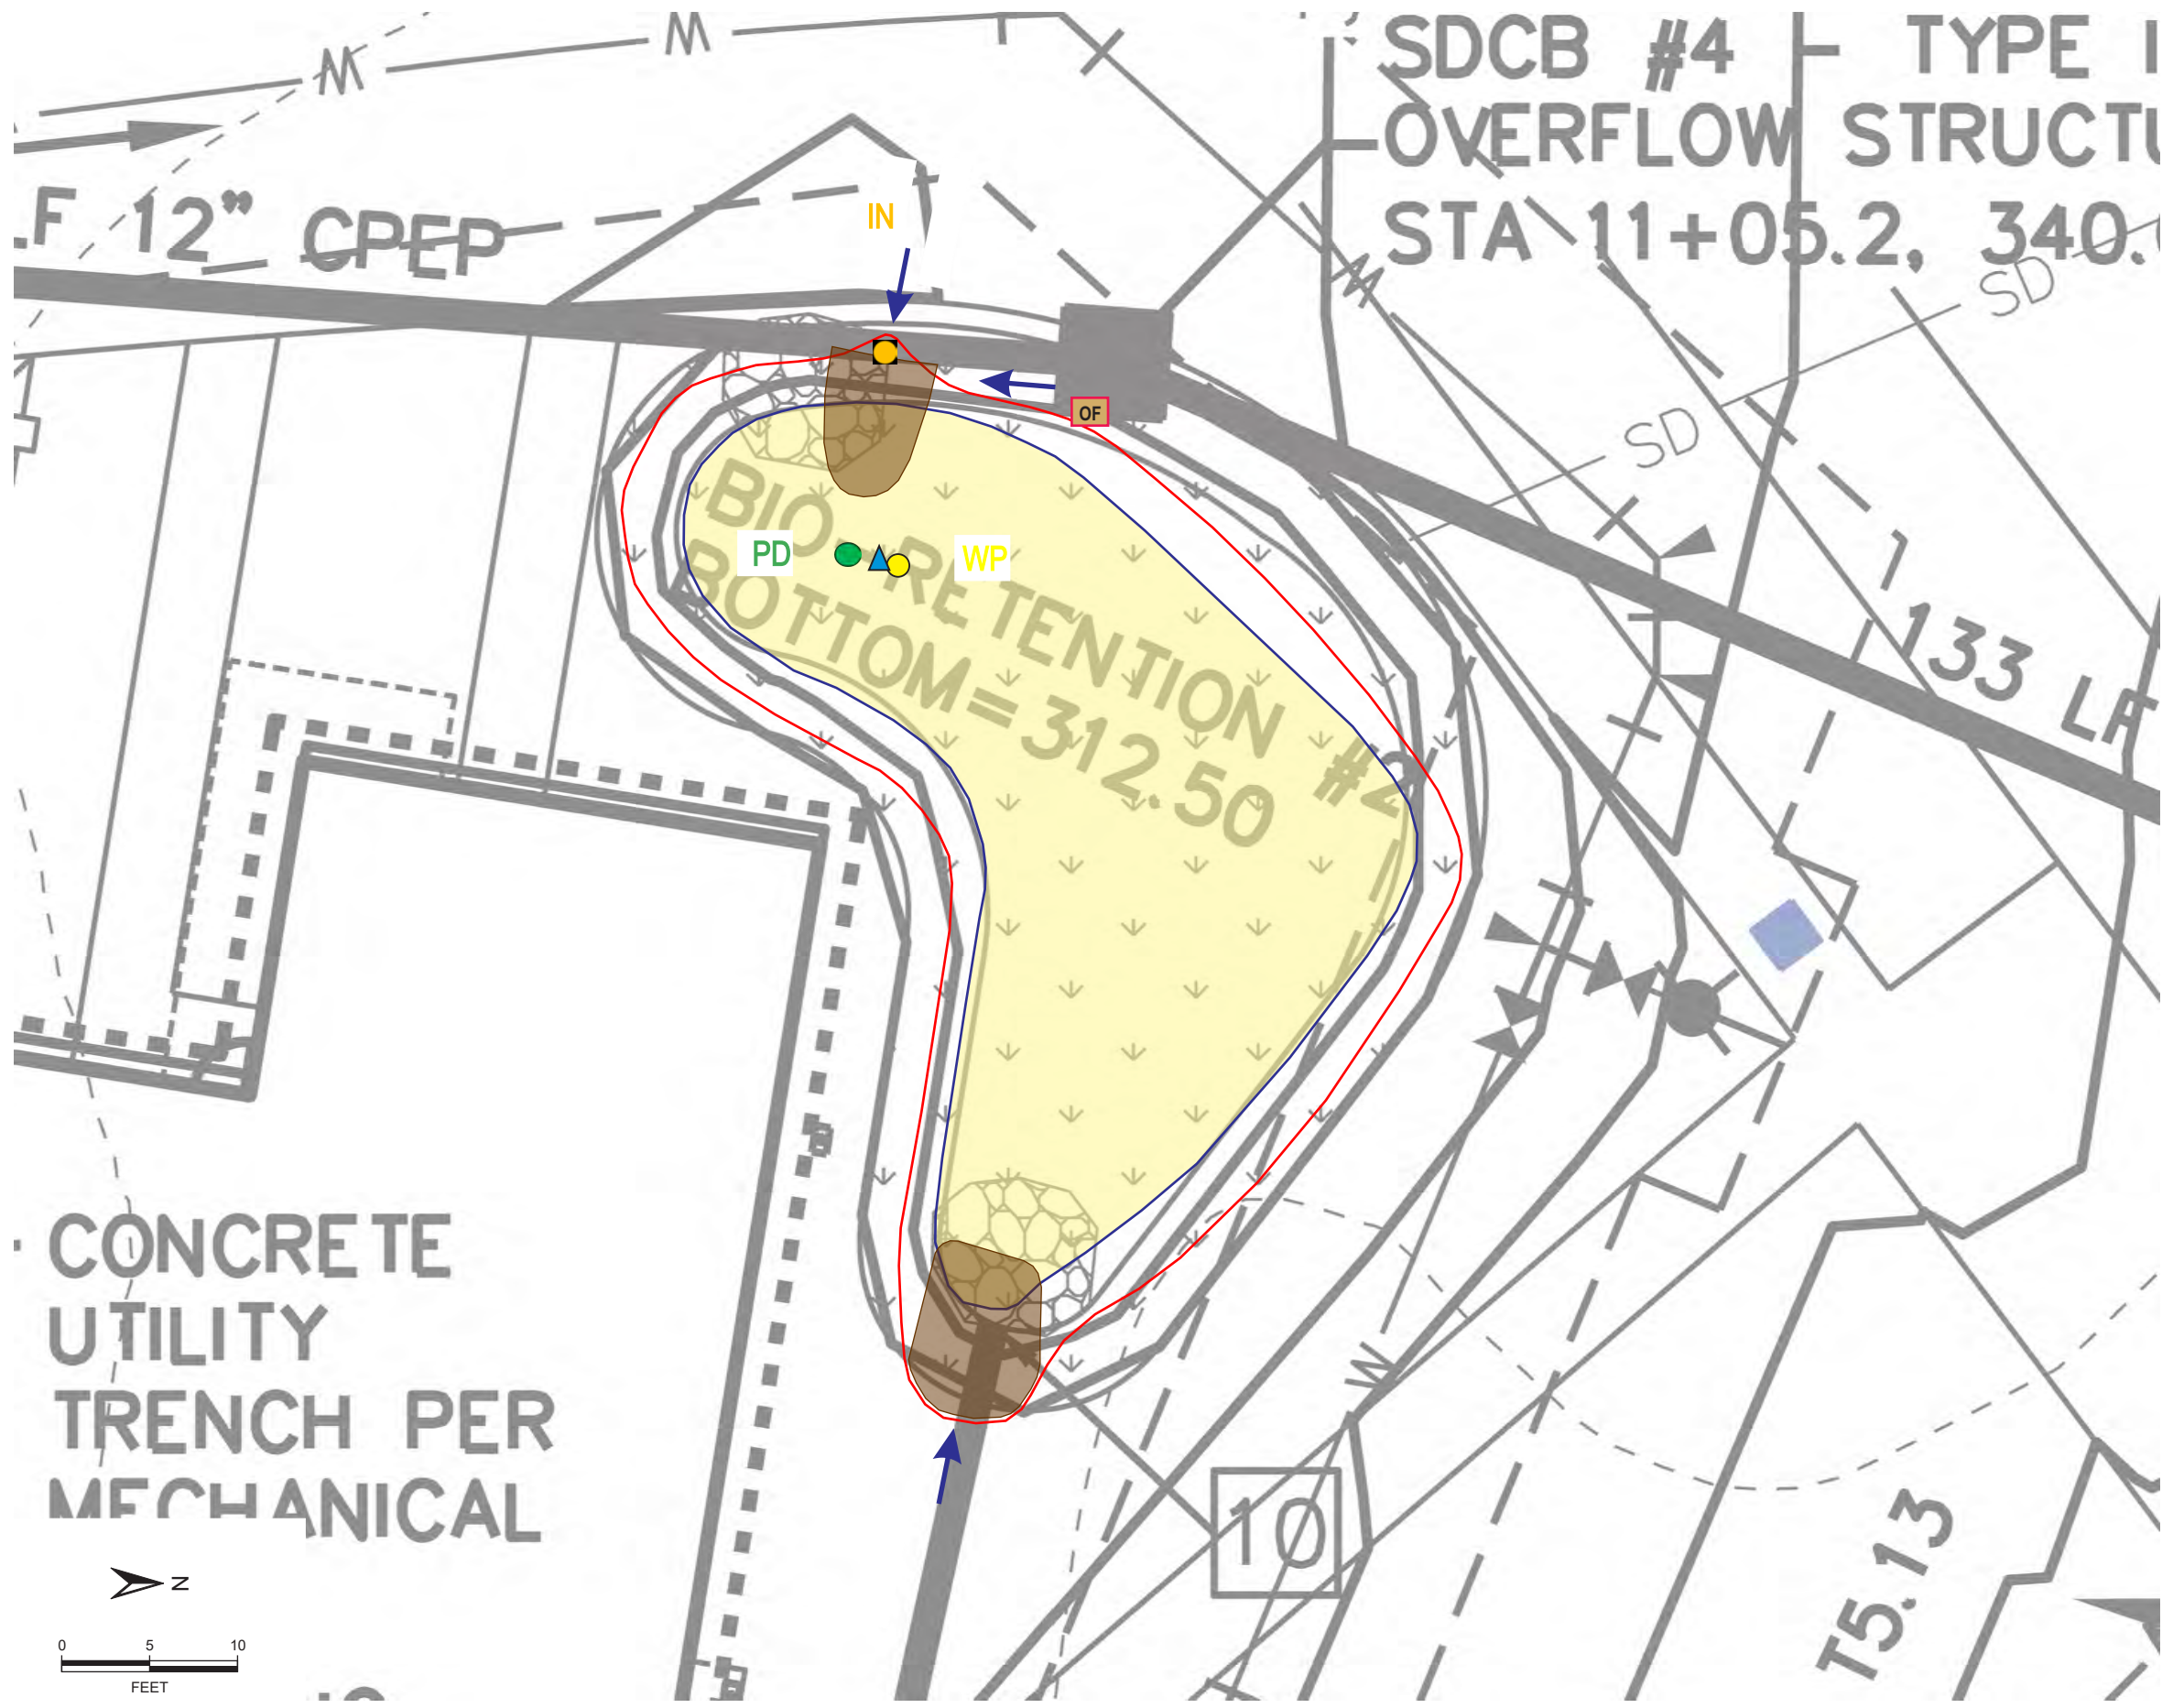 SDCB #4 - TYPE I
OVERFLOW STRUCTU
STA 11+05.2, 340.
W
W
.F 12" CPEP
IN
W
SD
SD
OF
BIO-RETENTION #2
BOTTOM= 312.50
PD
WP
133 LF
CONCRETE
UTILITY
TRENCH PER
MECHANICAL
W
10
T5.13
N
0 5 10
FEET